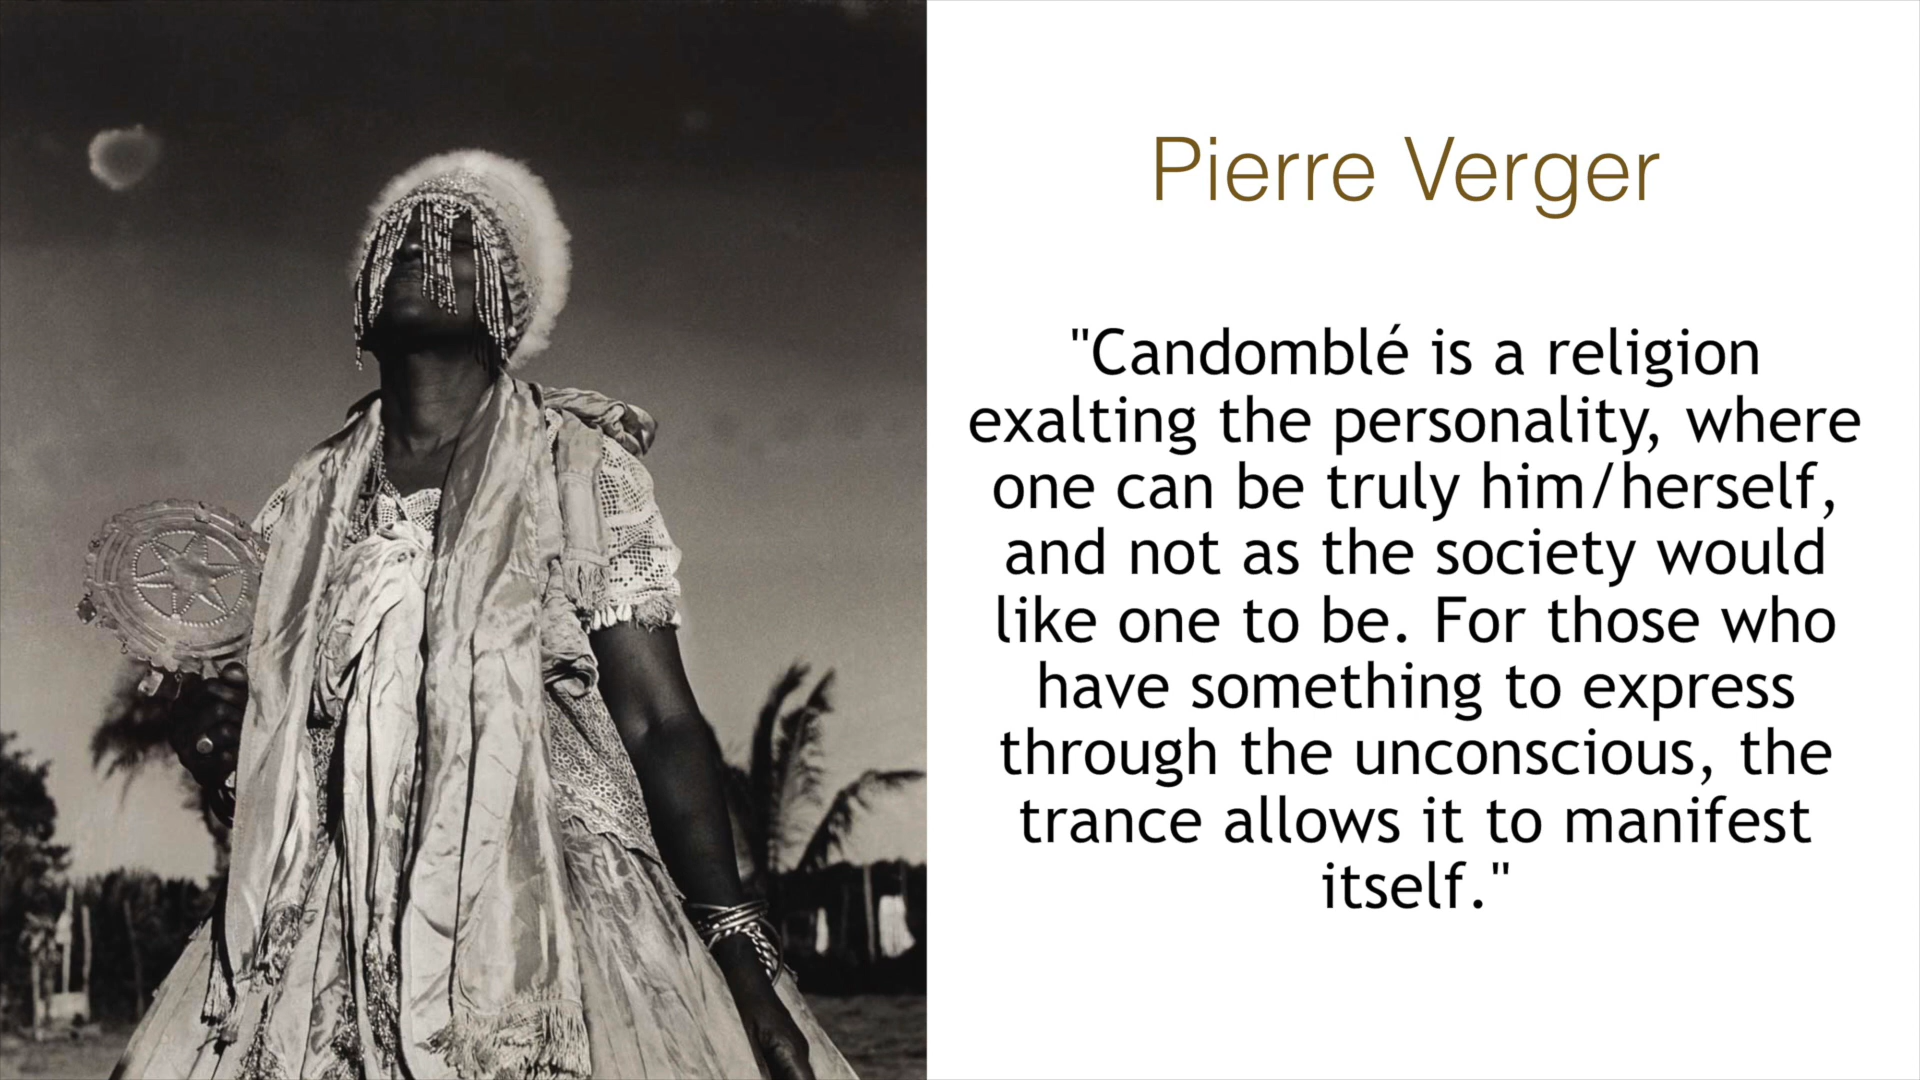 Pierre Verger
"Candomblé is a religion
exalting the personality, where
one can be truly him/herself,
and not as the society would
like one to be. For those who
have something to express
through the unconscious, the
trance allows it to manifest
itself."